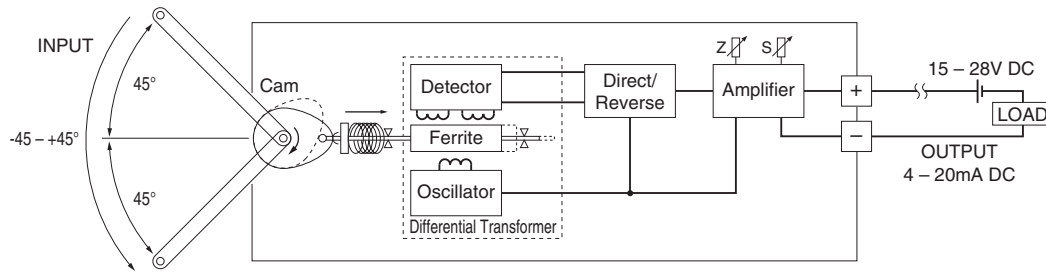 INPUT
45°
-45 – +45°
45°
Cam
Detector
Ferrite
Oscillator
Differential Transformer
Direct/
Reverse
Z
S
Amplifier
+
–
15 – 28V DC
LOAD
OUTPUT
4 – 20mA DC